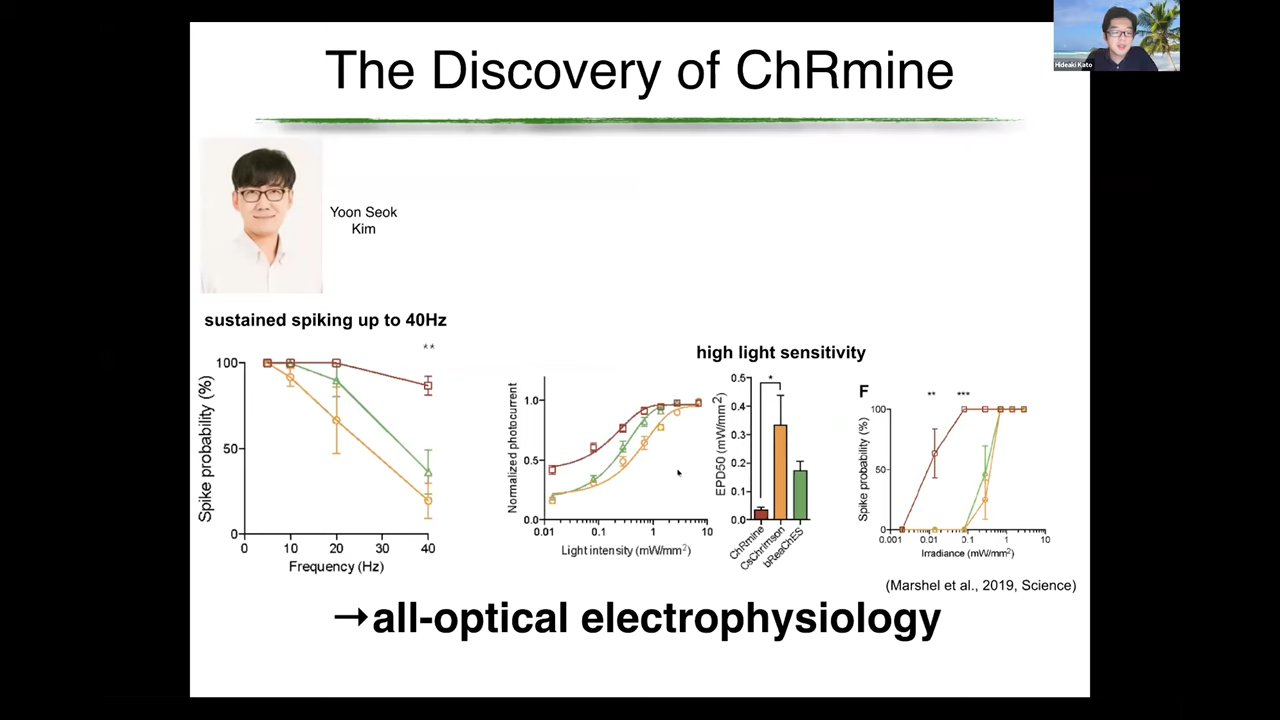 The Discovery of ChRmine
Hideaki Kato
Yoon Seok
Kim
sustained spiking up to 40Hz
**
100
50
0
Spike probability (%)
0 10 20 30 40
Frequency (Hz)
1.0
0.5
0.0
Normalized photocurrent
0.01 0.1 1 10
Light intensity (mW/mm²)
high light sensitivity
*
0.5
0.4
0.3
0.2
0.1
0.0
EPD50 (mW/mm²)
ChRmine
CsChrimson
bReaChES
F
** ***
100
50
0
Spike probability (%)
0.001 0.01 0.1 1 10
Irradiance (mW/mm²)
(Marshel et al., 2019, Science)
→all-optical electrophysiology